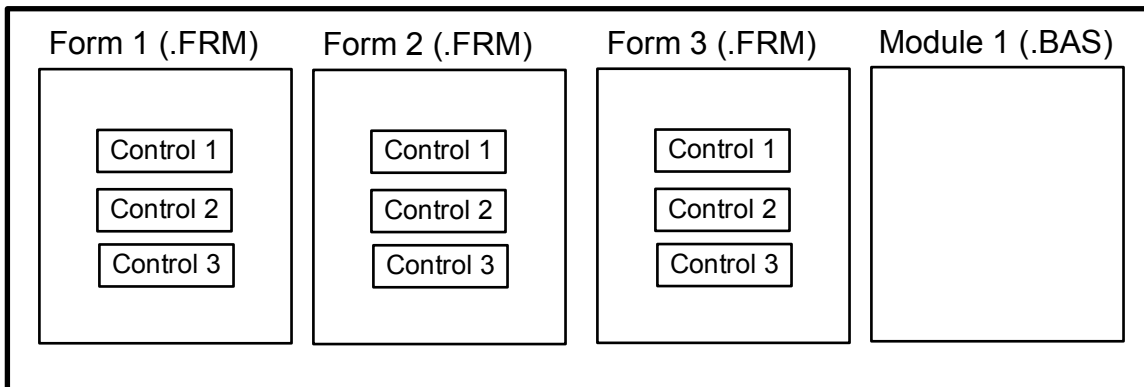 Form 1 (.FRM)
Form 2 (.FRM)
Form 3 (.FRM)
Module 1 (.BAS)
Control 1
Control 2
Control 3
Control 1
Control 2
Control 3
Control 1
Control 2
Control 3